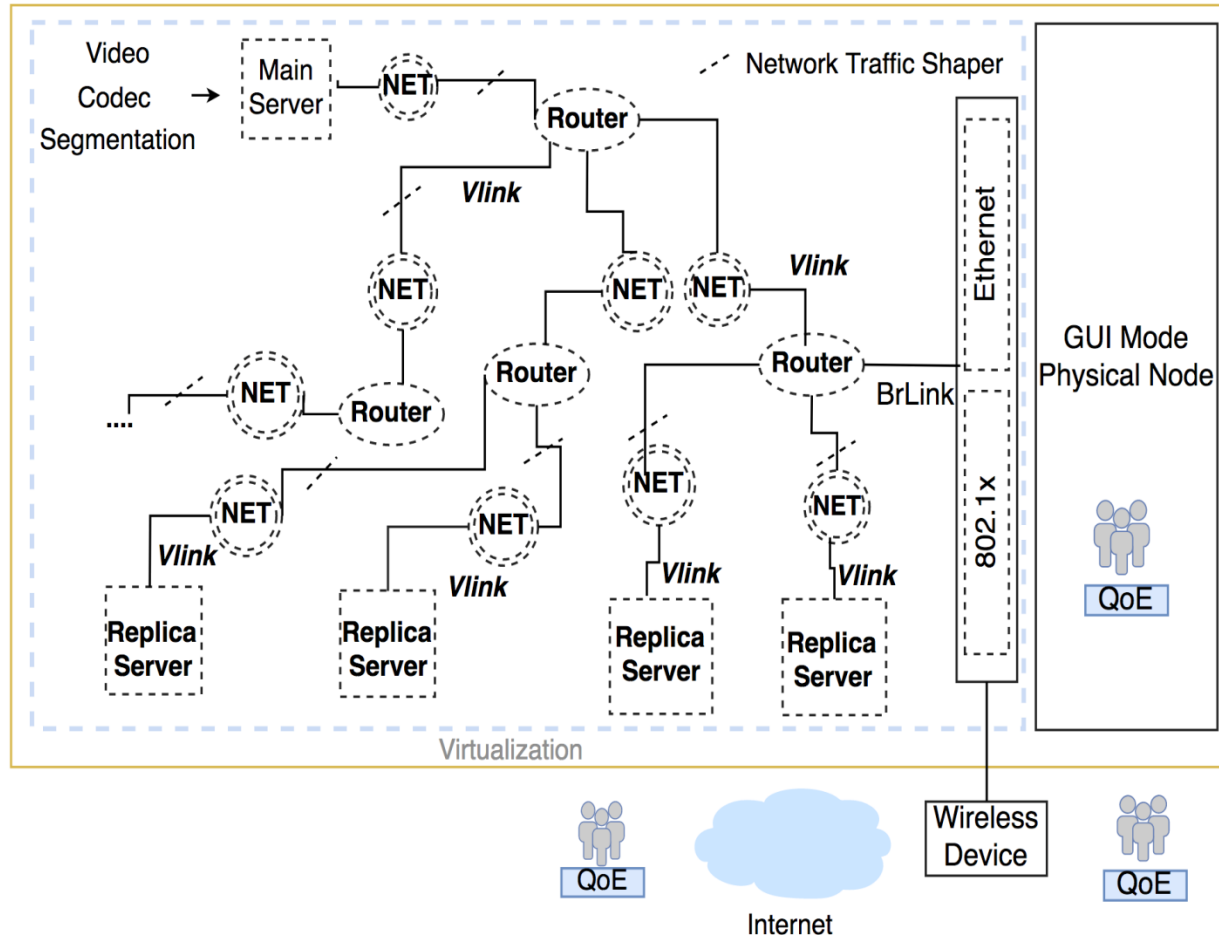 Video
Codec
Segmentation
Main
Server
NET
Network Traffic Shaper
Router
Vlink
Ethernet
NET
NET
NET
Vlink
GUI Mode
Physical Node
Router
Router
BrLink
NET
Router
....
NET
NET
NET
NET
802.1x
Vlink
Vlink
Vlink
Vlink
Replica
Server
Replica
Server
Replica
Server
Replica
Server
QoE
Virtualization
Wireless
Device
QoE
QoE
Internet